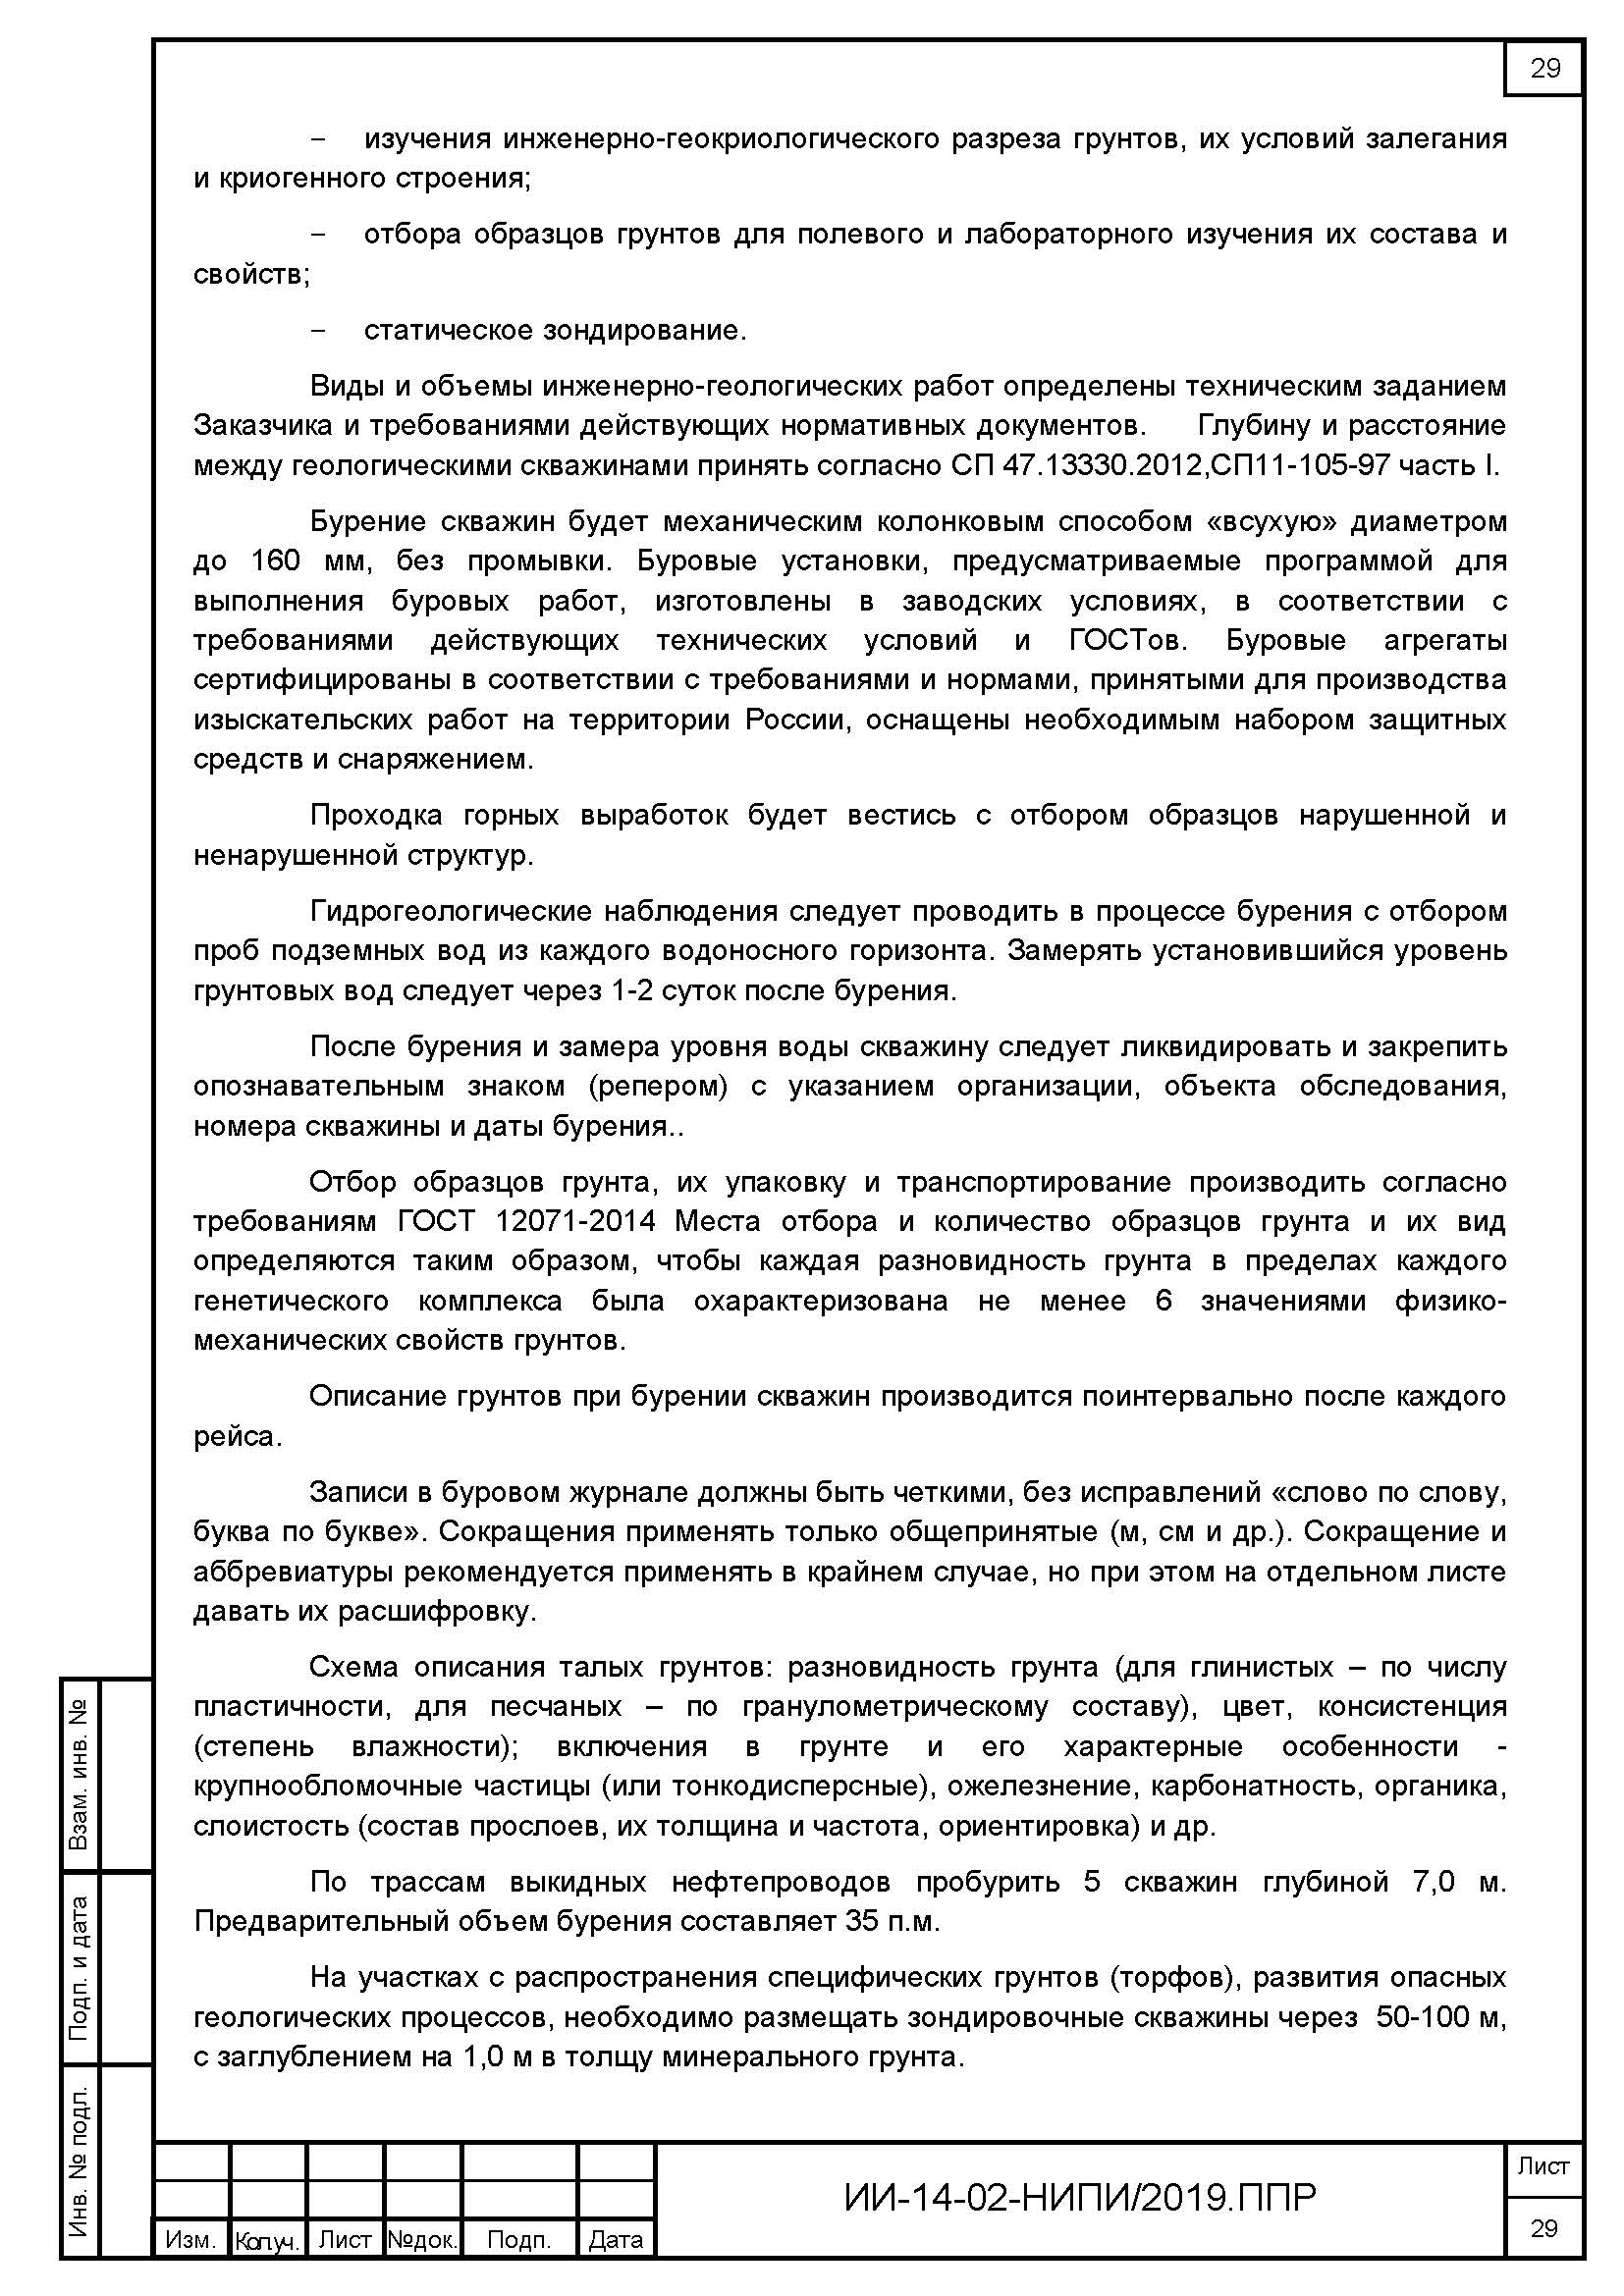 29
– изучения инженерно-геокриологического разреза грунтов, их условий залегания
и криогенного строения;
– отбора образцов грунтов для полевого и лабораторного изучения их состава и
свойств;
– статическое зондирование.
Виды и объемы инженерно-геологических работ определены техническим заданием
Заказчика и требованиями действующих нормативных документов. Глубину и расстояние
между геологическими скважинами принять согласно СП 47.13330.2012,СП11-105-97 часть I.
Бурение скважин будет механическим колонковым способом «всухую» диаметром
до 160 мм, без промывки. Буровые установки, предусматриваемые программой для
выполнения буровых работ, изготовлены в заводских условиях, в соответствии с
требованиями действующих технических условий и ГОСТов. Буровые агрегаты
сертифицированы в соответствии с требованиями и нормами, принятыми для производства
изыскательских работ на территории России, оснащены необходимым набором защитных
средств и снаряжением.
Проходка горных выработок будет вестись с отбором образцов нарушенной и
ненарушенной структур.
Гидрогеологические наблюдения следует проводить в процессе бурения с отбором
проб подземных вод из каждого водоносного горизонта. Замерять установившийся уровень
грунтовых вод следует через 1-2 суток после бурения.
После бурения и замера уровня воды скважину следует ликвидировать и закрепить
опознавательным знаком (репером) с указанием организации, объекта обследования,
номера скважины и даты бурения..
Отбор образцов грунта, их упаковку и транспортирование производить согласно
требованиям ГОСТ 12071-2014 Места отбора и количество образцов грунта и их вид
определяются таким образом, чтобы каждая разновидность грунта в пределах каждого
генетического комплекса была охарактеризована не менее 6 значениями физико-
механических свойств грунтов.
Описание грунтов при бурении скважин производится поинтервально после каждого
рейса.
Записи в буровом журнале должны быть четкими, без исправлений «слово по слову,
буква по букве». Сокращения применять только общепринятые (м, см и др.). Сокращение и
аббревиатуры рекомендуется применять в крайнем случае, но при этом на отдельном листе
давать их расшифровку.
Схема описания талых грунтов: разновидность грунта (для глинистых – по числу
пластичности, для песчаных – по гранулометрическому составу), цвет, консистенция
(степень влажности); включения в грунте и его характерные особенности -
крупнообломочные частицы (или тонкодисперсные), ожелезнение, карбонатность, органика,
слоистость (состав прослоев, их толщина и частота, ориентировка) и др.
По трассам выкидных нефтепроводов пробурить 5 скважин глубиной 7,0 м.
Предварительный объем бурения составляет 35 п.м.
На участках с распространения специфических грунтов (торфов), развития опасных
геологических процессов, необходимо размещать зондировочные скважины через 50-100 м,
с заглублением на 1,0 м в толщу минерального грунта.
Взам. инв. №
Подп. и дата
Инв. № подл.
Изм. Кол.уч. Лист №док. Подп. Дата
ИИ-14-02-НИПИ/2019.ППР
Лист
29